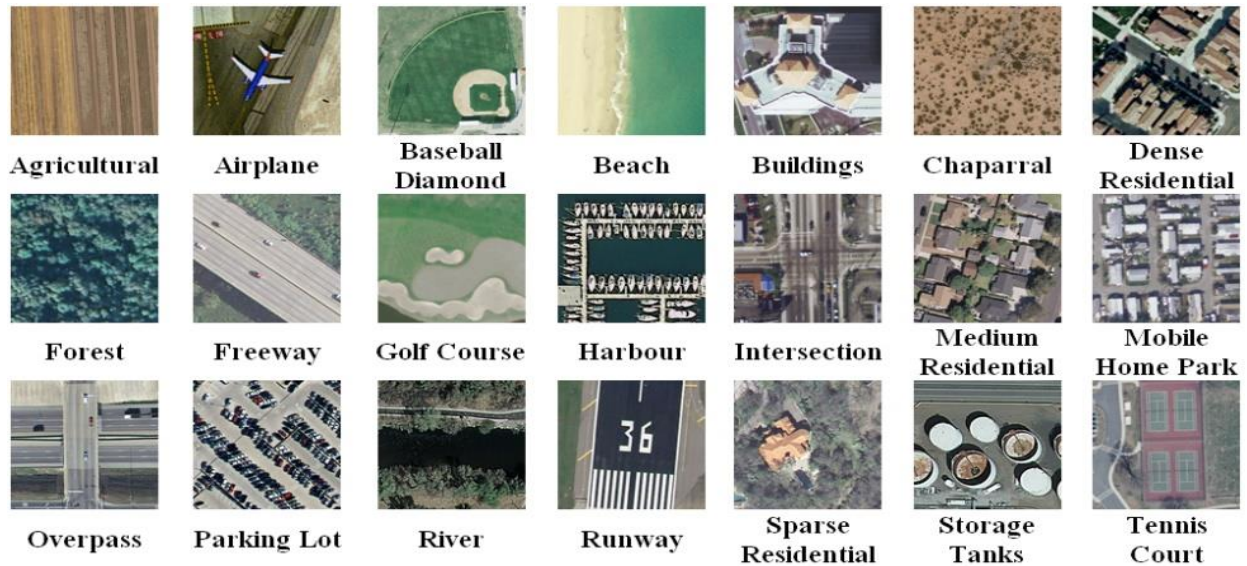 Agricultural
Airplane
Baseball
Diamond
Beach
Buildings
Chaparral
Dense
Residential
Forest
Freeway
Golf Course
Harbour
Intersection
Medium
Residential
Mobile
Home Park
36
Overpass
Parking Lot
River
Runway
Sparse
Residential
Storage
Tanks
Tennis
Court